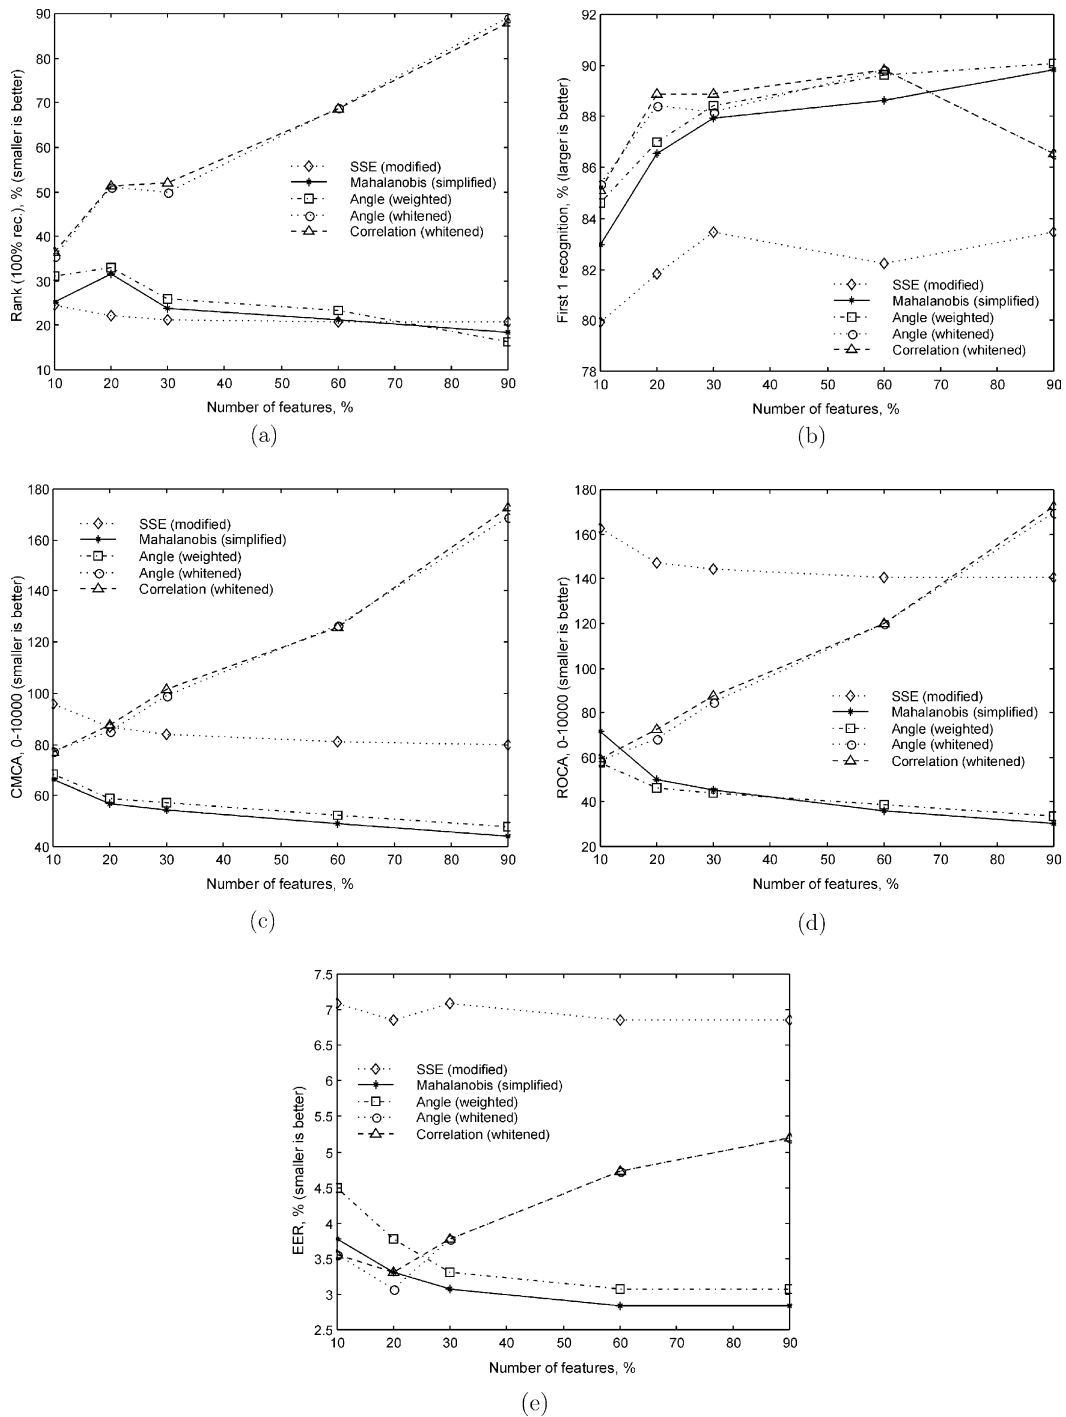 90
80
70
60
50
40
30
20
10
10 20 30 40 50 60 70 80 90
Rank (100% rec.), % (smaller is better)
SSE (modified)
Mahalanobis (simplified)
Angle (weighted)
Angle (whitened)
Correlation (whitened)
Number of features, %
(a)
92
90
88
86
84
82
80
78
10 20 30 40 50 60 70 80 90
First 1 recognition, % (larger is better)
SSE (modified)
Mahalanobis (simplified)
Angle (weighted)
Angle (whitened)
Correlation (whitened)
Number of features, %
(b)
180
160
140
120
100
80
60
40
10 20 30 40 50 60 70 80 90
CMCA, 0-10000 (smaller is better)
SSE (modified)
Mahalanobis (simplified)
Angle (weighted)
Angle (whitened)
Correlation (whitened)
Number of features, %
(c)
180
160
140
120
100
80
60
40
20
10 20 30 40 50 60 70 80 90
ROCA, 0-10000 (smaller is better)
SSE (modified)
Mahalanobis (simplified)
Angle (weighted)
Angle (whitened)
Correlation (whitened)
Number of features, %
(d)
7.5
7
6.5
6
5.5
5
4.5
4
3.5
3
2.5
10 20 30 40 50 60 70 80 90
EER, % (smaller is better)
SSE (modified)
Mahalanobis (simplified)
Angle (weighted)
Angle (whitened)
Correlation (whitened)
Number of features, %
(e)